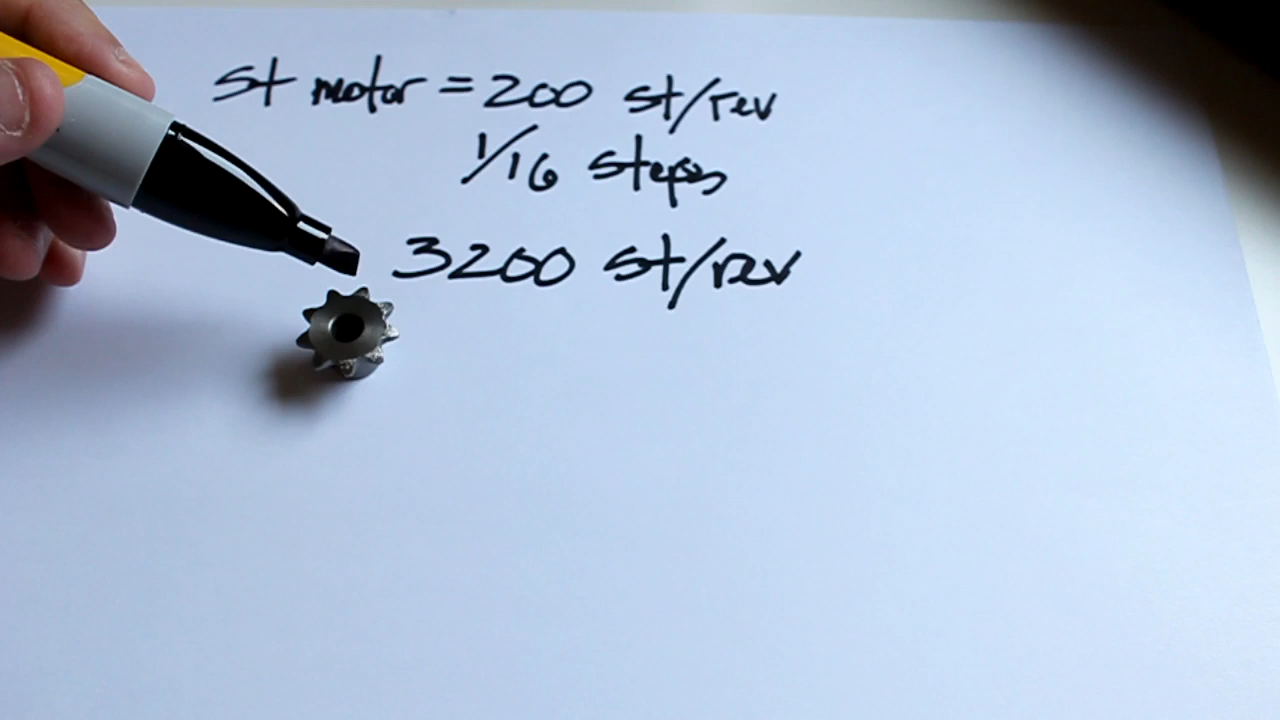 st motor = 200 st/rev
1/16 steps
3200 st/rev